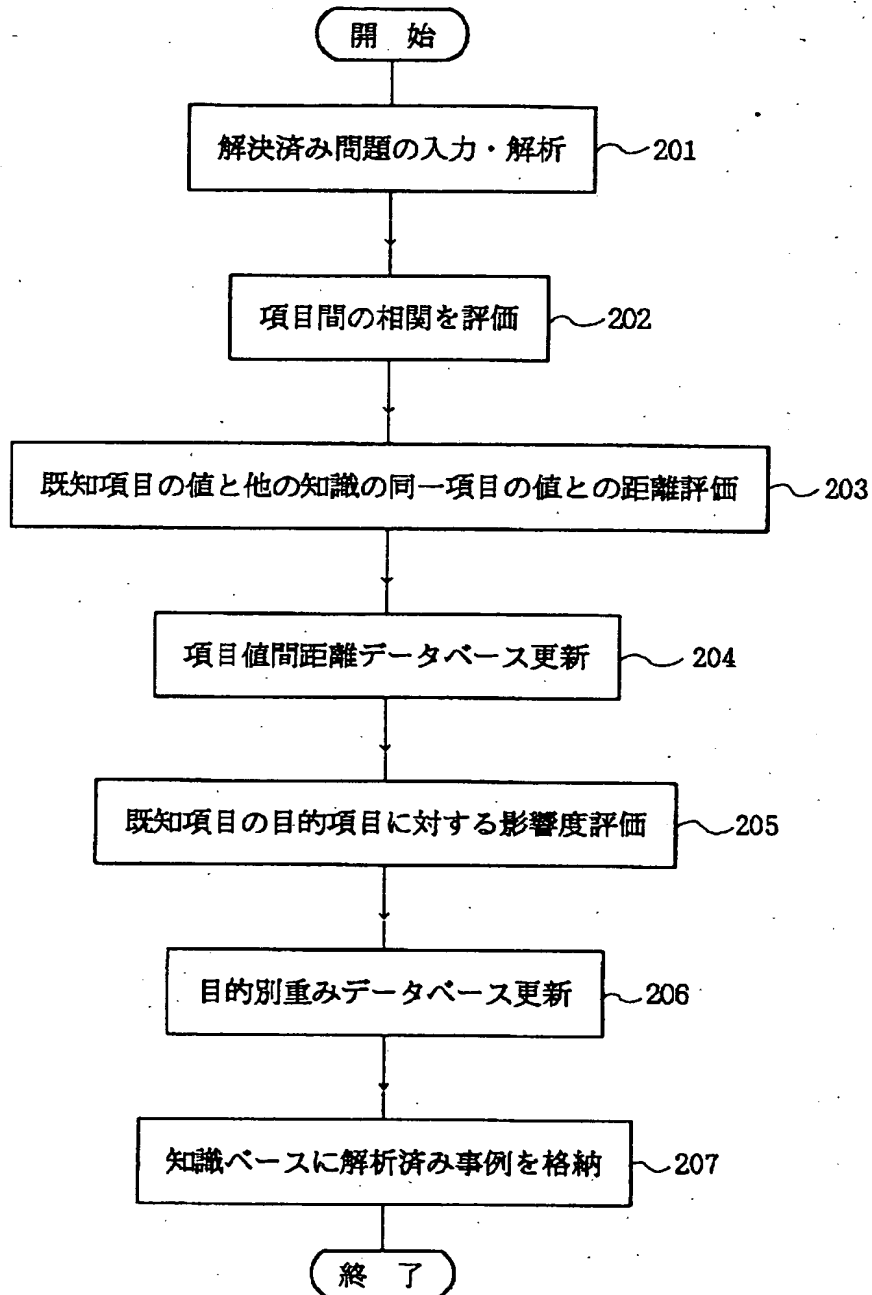 開 始
解決済み問題の入力・解析 201
項目間の相関を評価 202
既知項目の値と他の知識の同一項目の値との距離評価 203
項目値間距離データベース更新 204
既知項目の目的項目に対する影響度評価 205
目的別重みデータベース更新 206
知識ベースに解析済み事例を格納 207
終 了